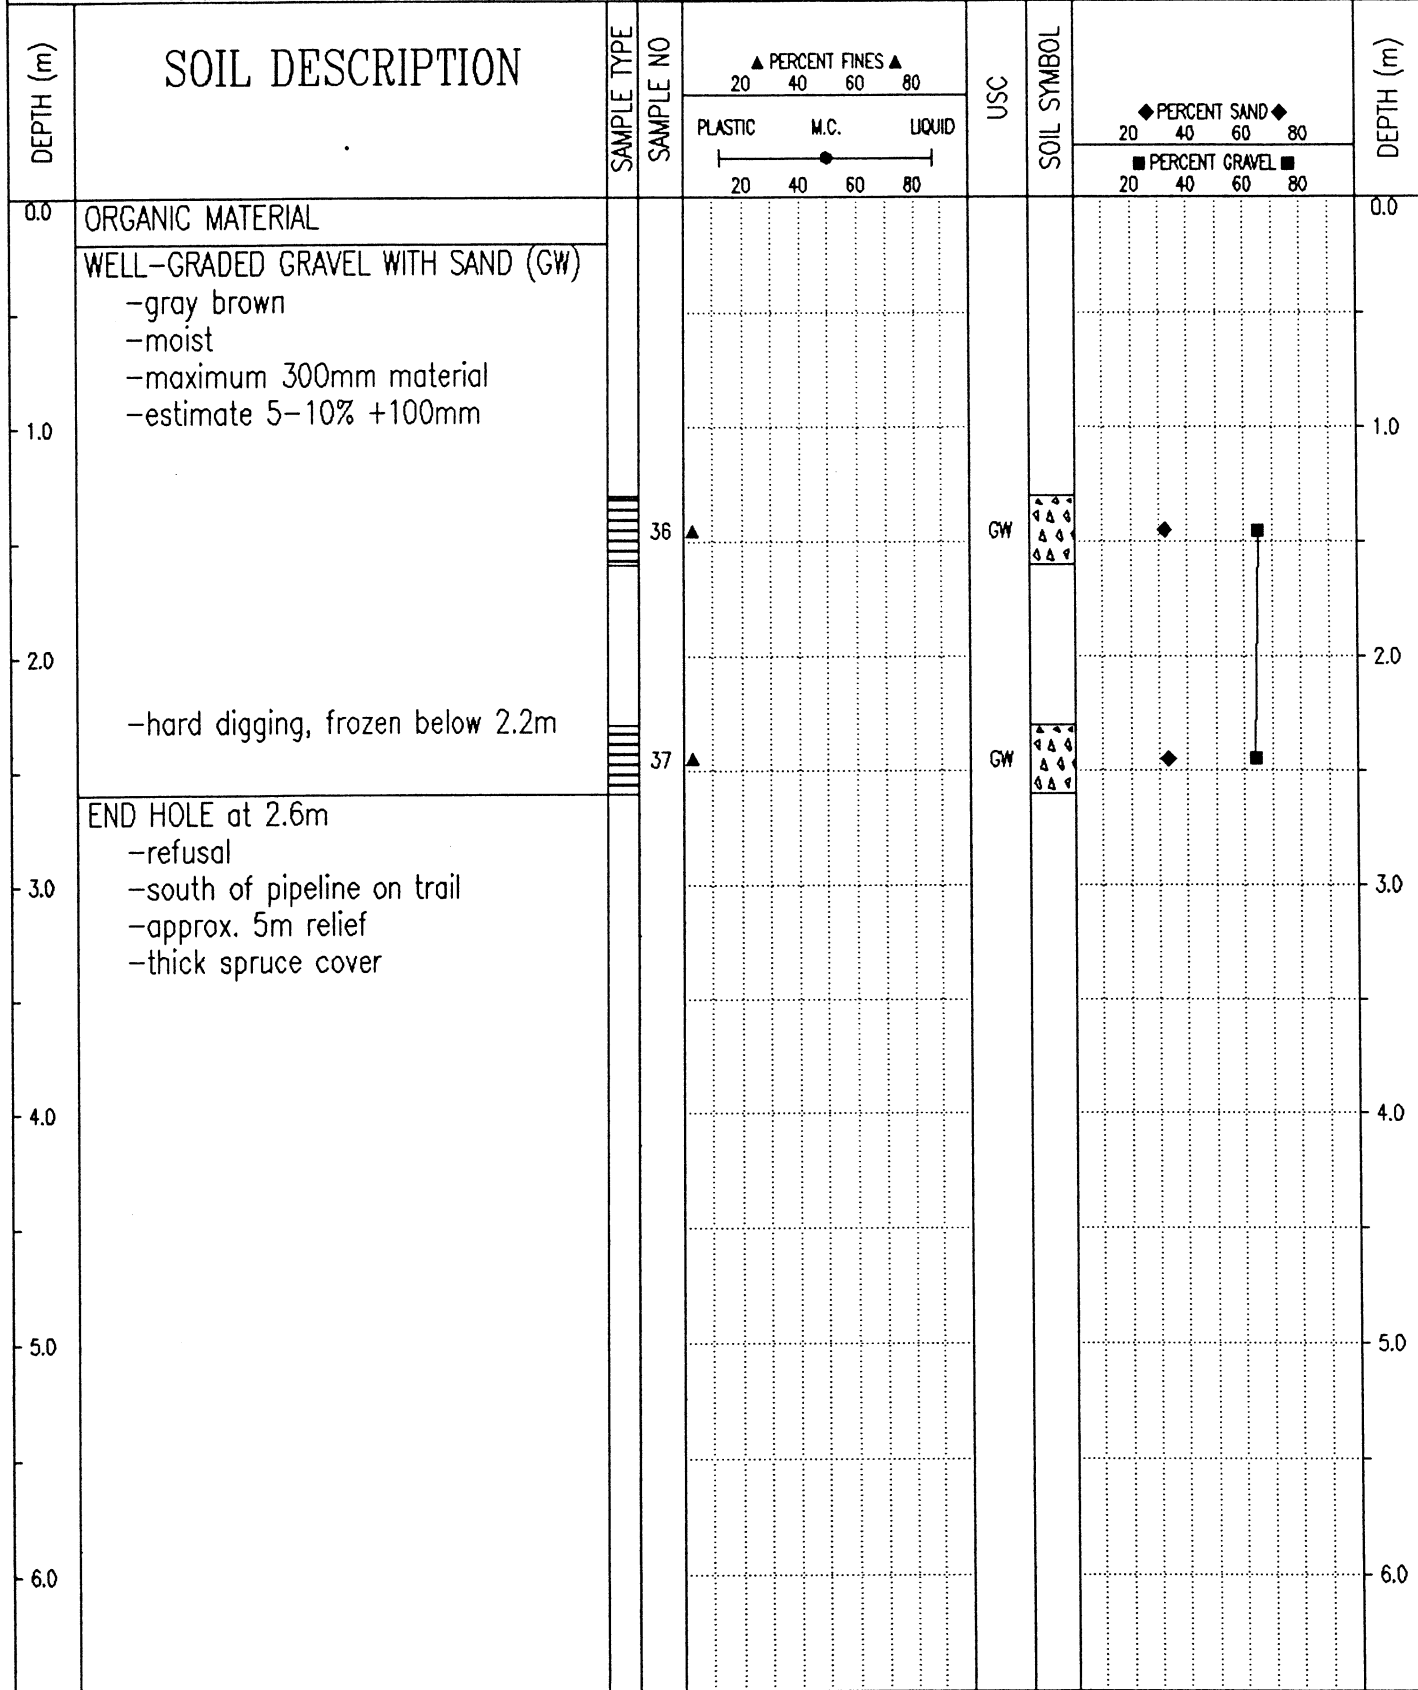 DEPTH (m)
SOIL DESCRIPTION
SAMPLE TYPE
SAMPLE NO
▲ PERCENT FINES ▲
20 40 60 80
PLASTIC M.C. LIQUID
20 40 60 80
USC
SOIL SYMBOL
◆ PERCENT SAND ◆
20 40 60 80
■ PERCENT GRAVEL ■
20 40 60 80
DEPTH (m)
0.0
ORGANIC MATERIAL
0.0
WELL-GRADED GRAVEL WITH SAND (GW)
-gray brown
-moist
-maximum 300mm material
-estimate 5-10% +100mm
1.0
1.0
36
GW
2.0
2.0
-hard digging, frozen below 2.2m
37
GW
END HOLE at 2.6m
-refusal
3.0
-south of pipeline on trail
3.0
-approx. 5m relief
-thick spruce cover
4.0
4.0
5.0
5.0
6.0
6.0